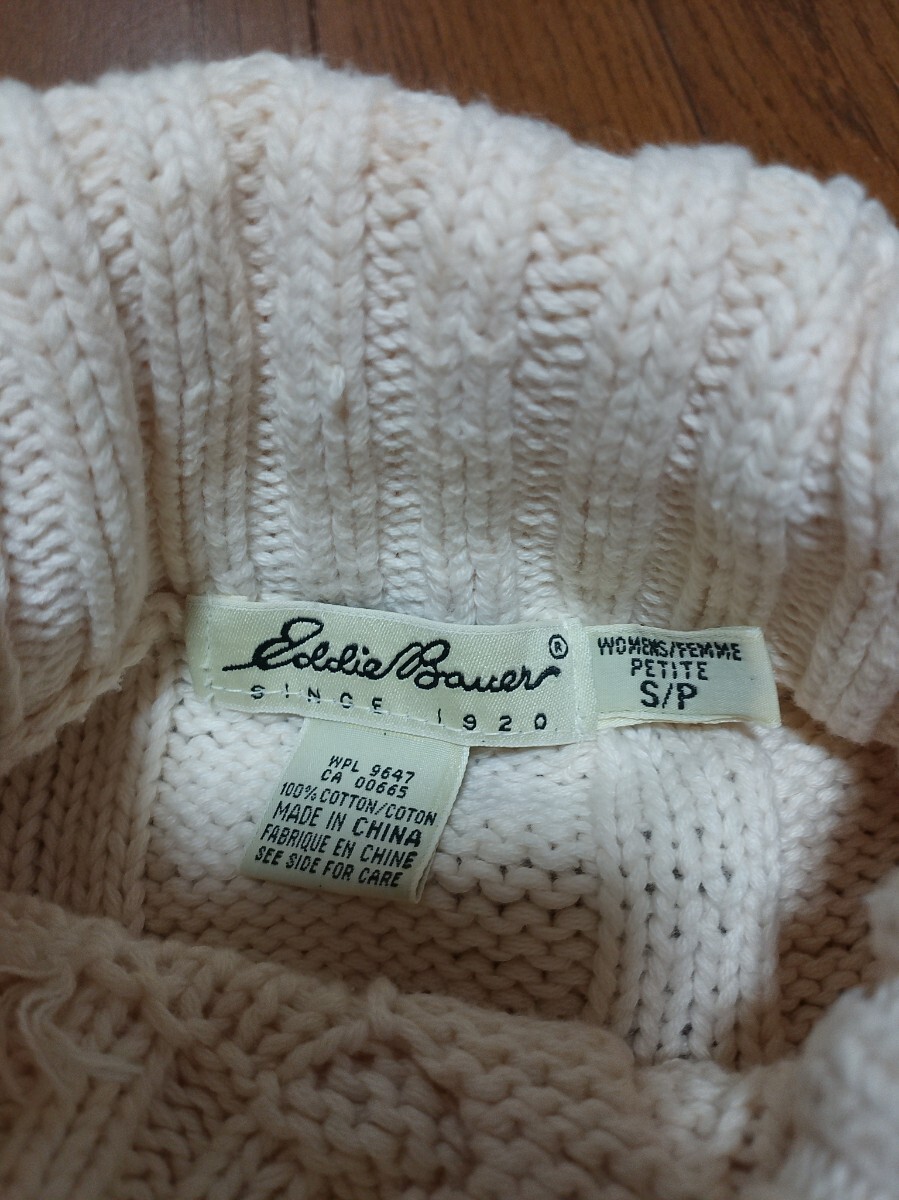 Eddie Bauer®
SINCE 1920
WOMENS/FEMME
PETITE
S/P
WPL 9647
CA 00665
100% COTTON/COTON
MADE IN CHINA
FABRIQUE EN CHINE
SEE SIDE FOR CARE